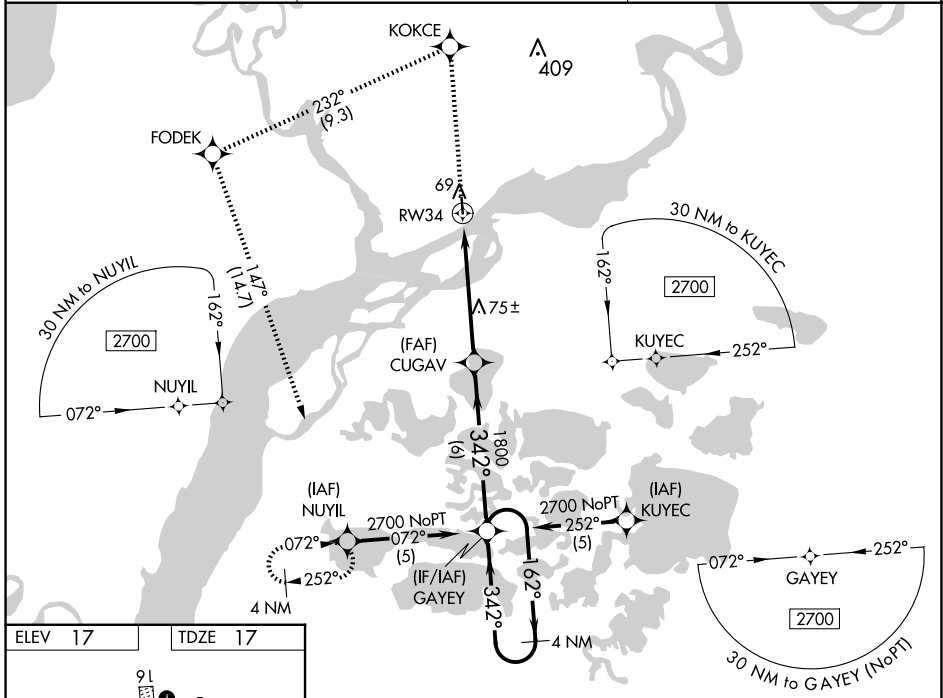 KOKCE
409
232°
(9.3)
FODEK
69
RW34
147°
(14.7)
30 NM to NUYIL
162°
2700
NUYIL
072°
30 NM to KUYEC
162°
2700
KUYEC
252°
75±
(FAF)
CUGAV
1800
342°
(6)
(IAF)
NUYIL
2700 NoPT
072°
(5)
072°
252°
4 NM
(IF/IAF)
GAYEY
342°
162°
4 NM
2700 NoPT
252°
(5)
(IAF)
KUYEC
072°
252°
GAYEY
2700
30 NM to GAYEY (NoPT)
ELEV 17
TDZE 17
16